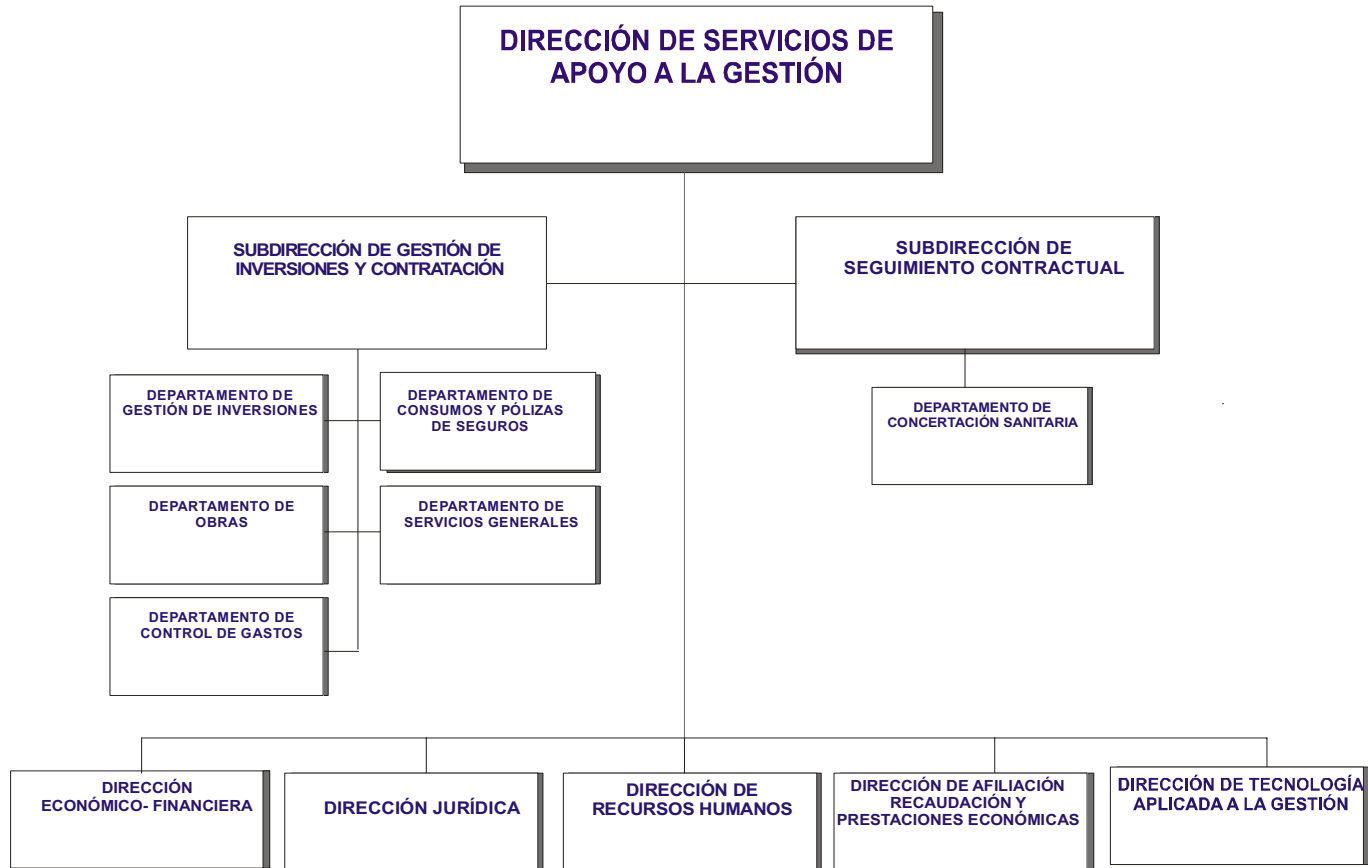 DIRECCIÓN DE SERVICIOS DE
APOYO A LA GESTIÓN
SUBDIRECCIÓN DE GESTIÓN DE
INVERSIONES Y CONTRATACIÓN
SUBDIRECCIÓN DE
SEGUIMIENTO CONTRACTUAL
DEPARTAMENTO DE
GESTIÓN DE INVERSIONES
DEPARTAMENTO DE
CONSUMOS Y PÓLIZAS
DE SEGUROS
DEPARTAMENTO DE
CONCERTACIÓN SANITARIA
DEPARTAMENTO DE
OBRAS
DEPARTAMENTO DE
SERVICIOS GENERALES
DEPARTAMENTO DE
CONTROL DE GASTOS
DIRECCIÓN
ECONÓMICO- FINANCIERA
DIRECCIÓN JURÍDICA
DIRECCIÓN DE
RECURSOS HUMANOS
DIRECCIÓN DE AFILIACIÓN
RECAUDACIÓN Y
PRESTACIONES ECONÓMICAS
DIRECCIÓN DE TECNOLOGÍA
APLICADA A LA GESTIÓN